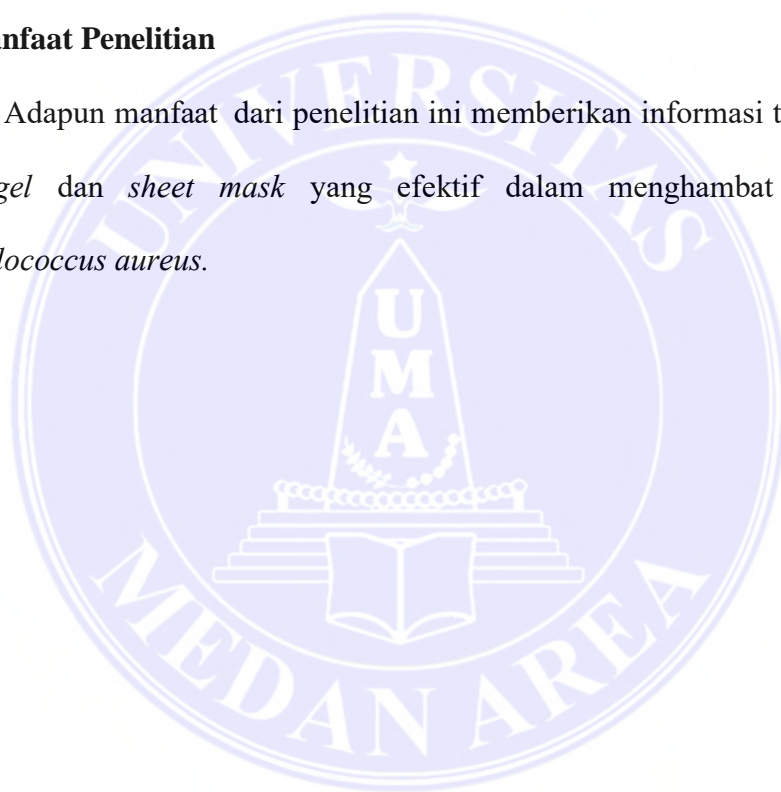 nfaat Penelitian
Adapun manfaat dari penelitian ini memberikan informasi t
gel dan sheet mask yang efektif dalam menghambat
lococcus aureus.
UNIVERSITAS
UMA
MEDAN AREA